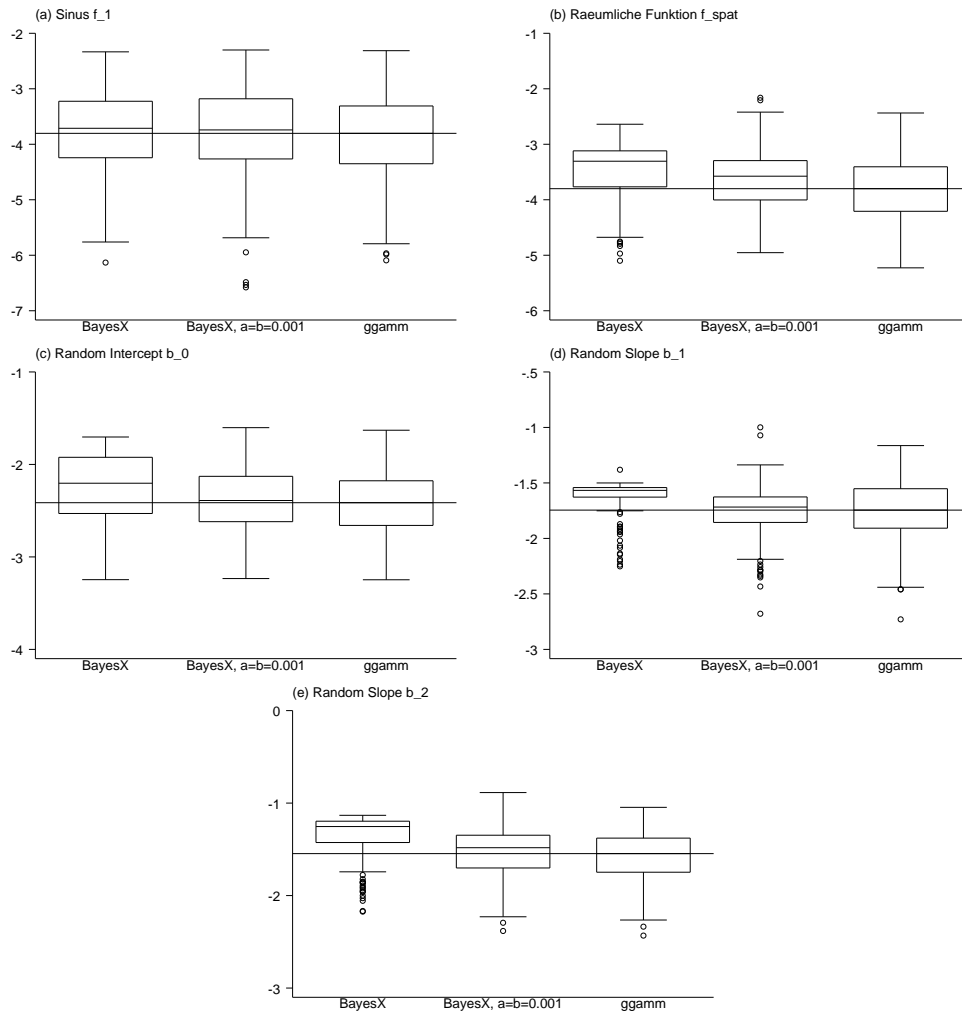 (a) Sinus f_1
-2
-3
-4
-5
-6
-7
BayesX BayesX, a=b=0.001 ggamm
(b) Raeumliche Funktion f_spat
-1
-2
-3
-4
-5
-6
BayesX BayesX, a=b=0.001 ggamm
(c) Random Intercept b_0
-1
-2
-3
-4
BayesX BayesX, a=b=0.001 ggamm
(d) Random Slope b_1
-.5
-1
-1.5
-2
-2.5
-3
BayesX BayesX, a=b=0.001 ggamm
(e) Random Slope b_2
0
-1
-2
-3
BayesX BayesX, a=b=0.001 ggamm